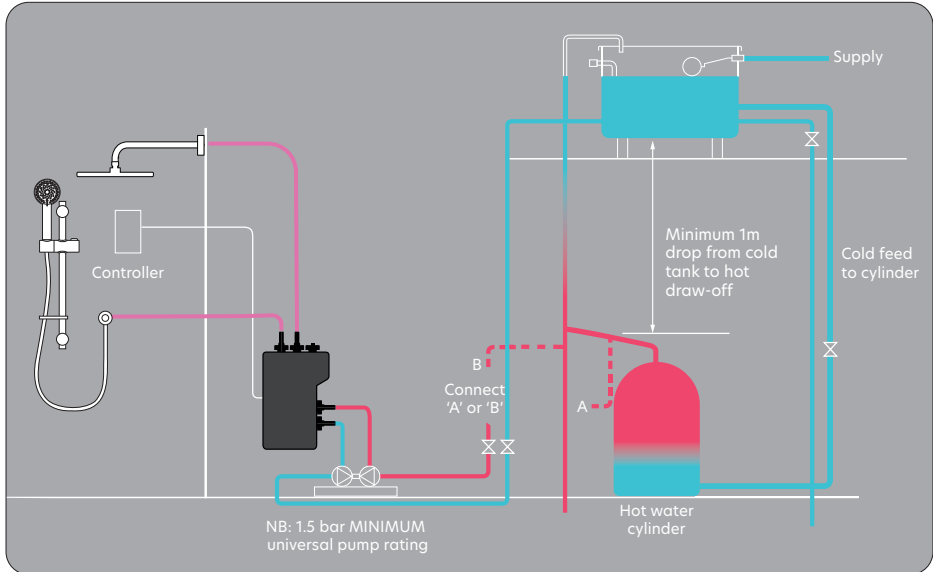 Supply
Minimum 1m
drop from cold
tank to hot
draw-off
Cold feed
to cylinder
Controller
B
Connect
‘A’ or ‘B’
A
Hot water
cylinder
NB: 1.5 bar MINIMUM
universal pump rating